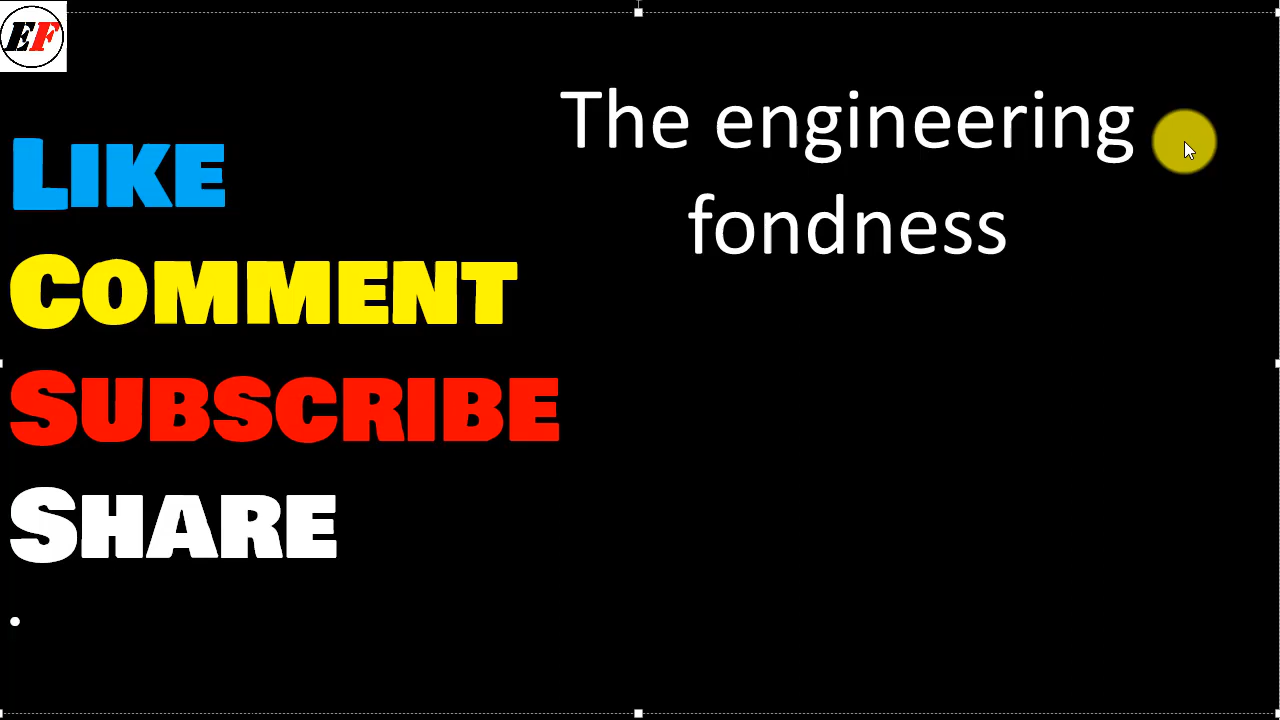 EF
The engineering
fondness
LIKE
COMMENT
SUBSCRIBE
SHARE